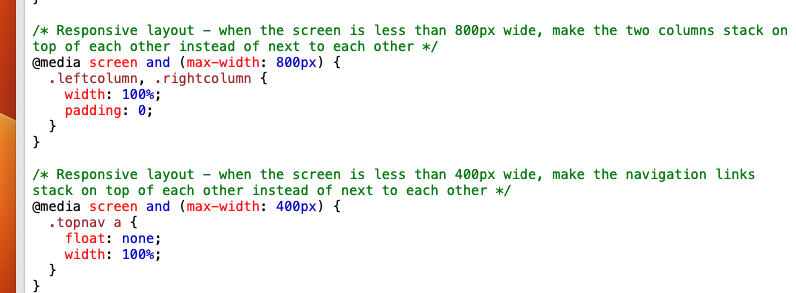 }
/* Responsive layout – when the screen is less than 800px wide, make the two columns stack on
top of each other instead of next to each other */
@media screen and (max-width: 800px) {
  .leftcolumn, .rightcolumn {
    width: 100%;
    padding: 0;
  }
}

/* Responsive layout – when the screen is less than 400px wide, make the navigation links
stack on top of each other instead of next to each other */
@media screen and (max-width: 400px) {
  .topnav a {
    float: none;
    width: 100%;
  }
}